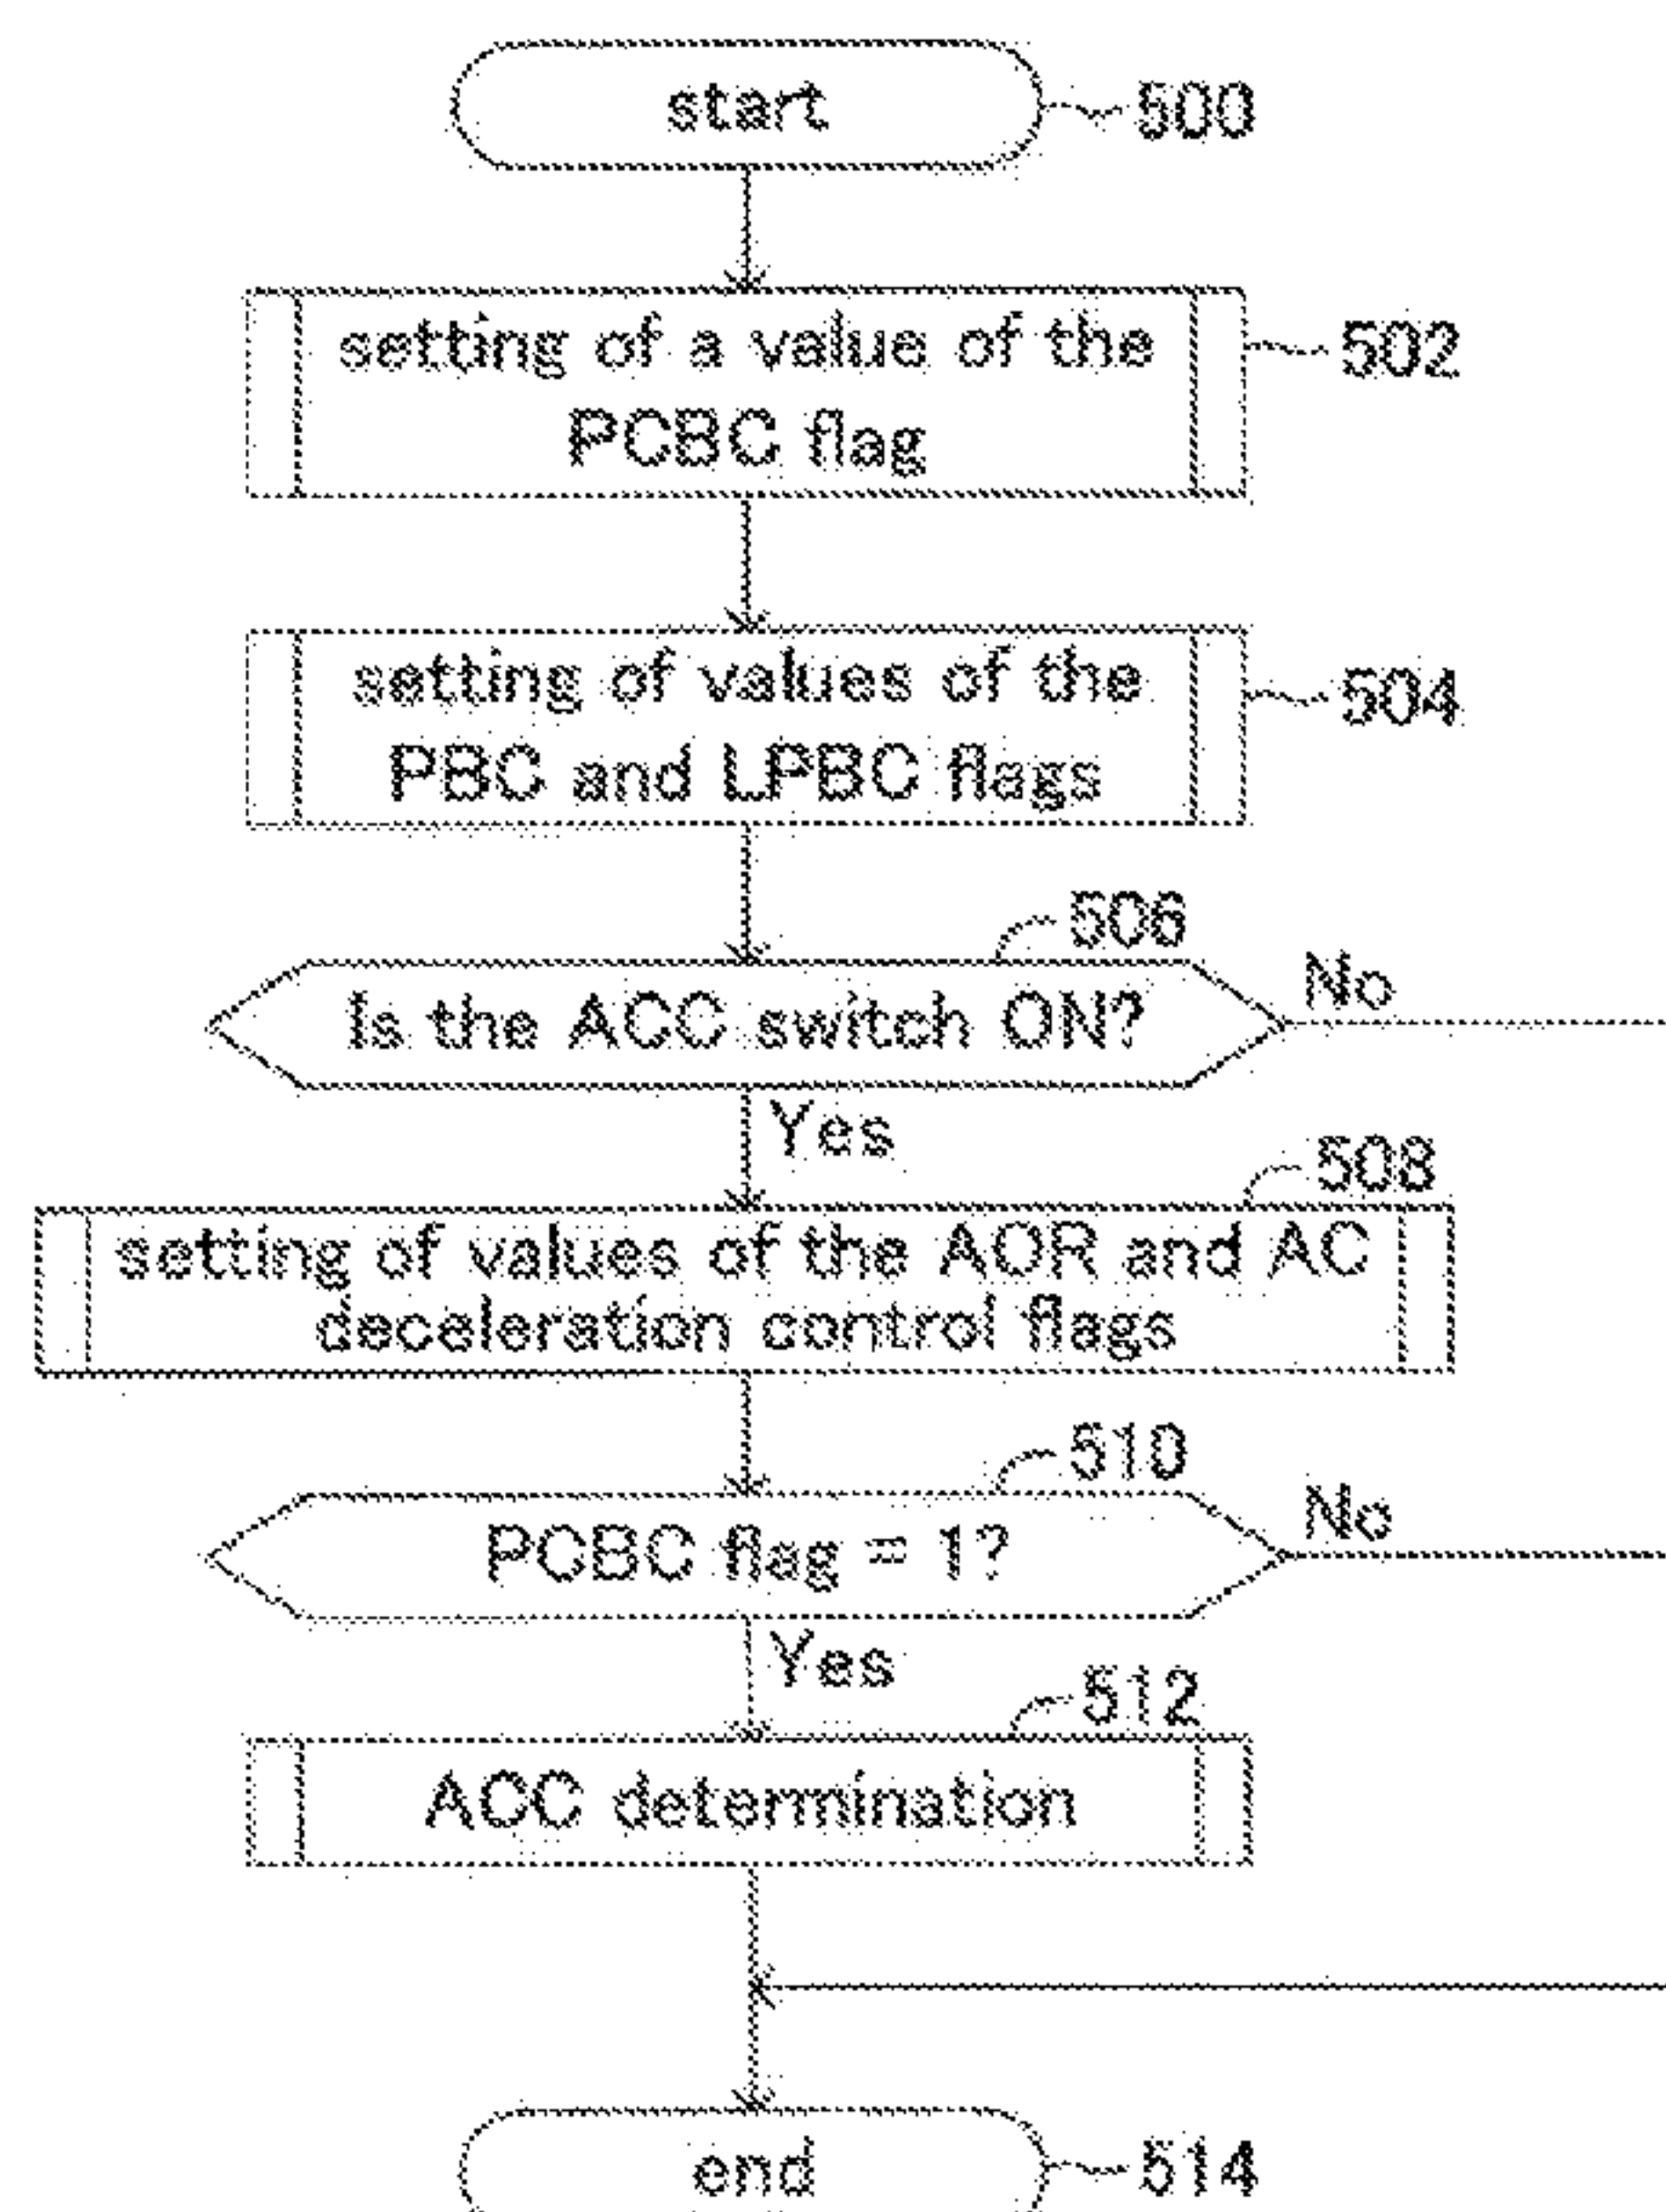 start
500
setting of a value of the
PCBC flag
502
setting of values of the
PBC and LPBC flags
504
506
Is the ACC switch ON?
No
Yes
508
setting of values of the AOR and AC
deceleration control flags
510
PCBC flag = 1?
No
Yes
512
ACC determination
end
514